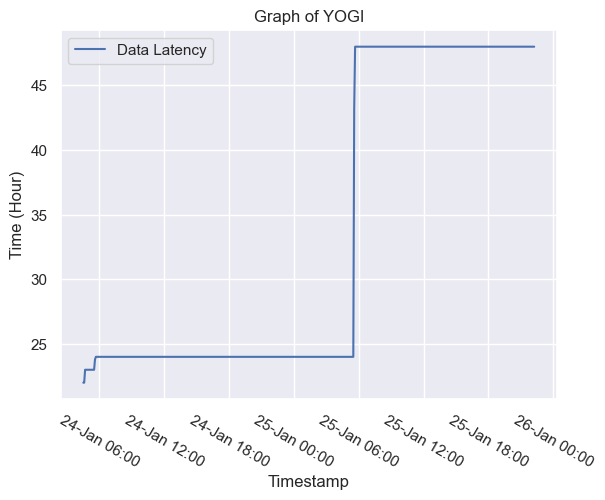 Graph of YOGI
Data Latency
Time (Hour)
45
40
35
30
25
24-Jan 06:00
24-Jan 12:00
24-Jan 18:00
25-Jan 00:00
25-Jan 06:00
25-Jan 12:00
25-Jan 18:00
26-Jan 00:00
Timestamp